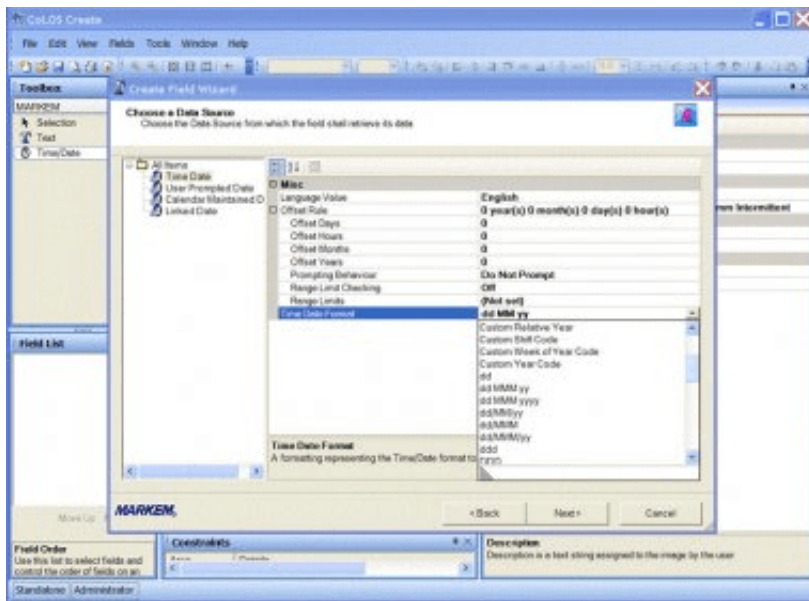 CoLOS Create
File Edit View Fields Tools Window Help
Toolbox
MARKEM
Selection
Text
Time/Date
Create Field Wizard
Choose a Data Source
Choose the Data Source from which the field shall retrieve its data
All Items
Time Date
User Prompted Date
Calendar Maintained D
Linked Date
Misc
Language Value English
Offset Rule 0 year(s) 0 month(s) 0 day(s) 0 hour(s)
Offset Days 0
Offset Hours 0
Offset Months 0
Offset Years 0
Prompting Behaviour Do Not Prompt
Range Limit Checking Off
Range Limits (Not set)
Time Date Format dd MM yy
Custom Relative Year
Custom Shift Code
Custom Week of Year Code
Custom Year Code
dd
dd MMM yy
dd MMM yyyy
dd/MM/yy
dd/MMM
dd/MMM/yy
ddd
Time Date Format
A formatting representing the Time/Date format to
mm Intermittent
Field List
Move Up
MARKEM
< Back Next > Cancel
Field Order
Use this list to select fields and
control the order of fields on an
Constraints
Description
Description is a text string assigned to the image by the user
Standalone Administrator